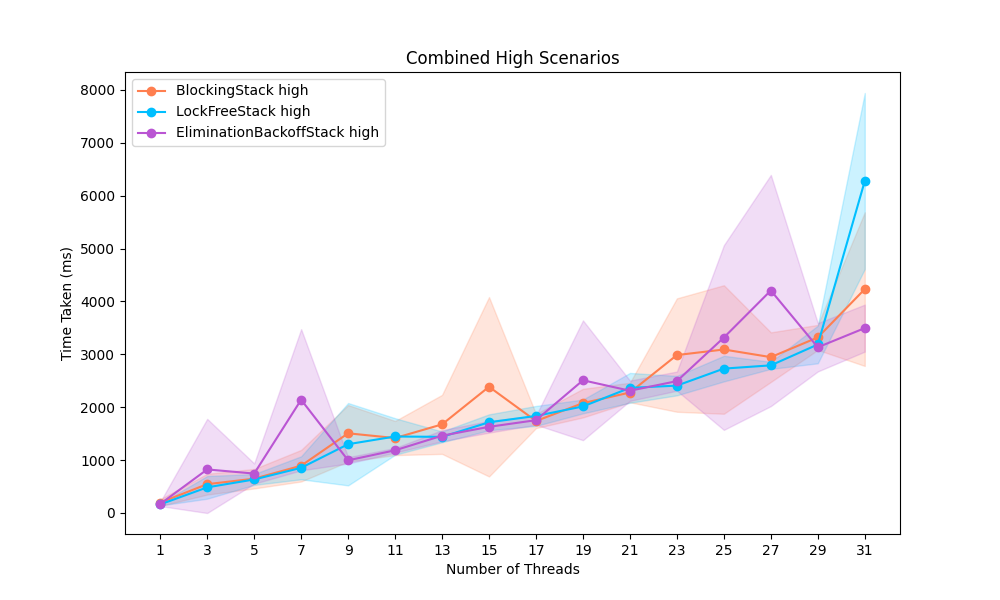 Combined High Scenarios
BlockingStack high
LockFreeStack high
EliminationBackoffStack high
8000
7000
6000
5000
4000
3000
2000
1000
0
Time Taken (ms)
1 3 5 7 9 11 13 15 17 19 21 23 25 27 29 31
Number of Threads